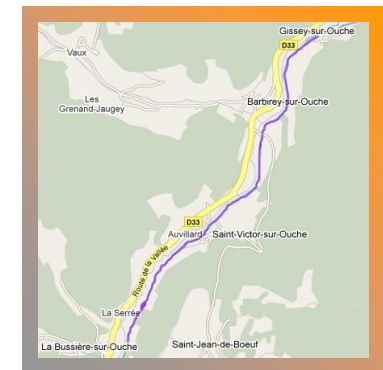 Gissey-sur-Ouche
D33
Vaux
Les
Grenand-Jaugey
Barbirey-sur-Ouche
D33
Auvillard
Saint-Victor-sur-Ouche
Route de la Vallée
La Serrée
La Bussière-sur-Ouche
Saint-Jean-de-Boeuf